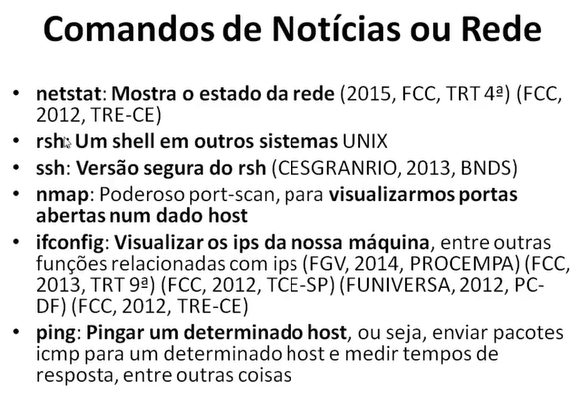 Comandos de Notícias ou Rede
• netstat: Mostra o estado da rede (2015, FCC, TRT 4ª) (FCC,
2012, TRE-CE)
• rsh: Um shell em outros sistemas UNIX
• ssh: Versão segura do rsh (CESGRANRIO, 2013, BNDS)
• nmap: Poderoso port-scan, para visualizarmos portas
abertas num dado host
• ifconfig: Visualizar os ips da nossa máquina, entre outras
funções relacionadas com ips (FGV, 2014, PROCEMPA) (FCC,
2013, TRT 9ª) (FCC, 2012, TCE-SP) (FUNIVERSA, 2012, PC-
DF) (FCC, 2012, TRE-CE)
• ping: Pingar um determinado host, ou seja, enviar pacotes
icmp para um determinado host e medir tempos de
resposta, entre outras coisas